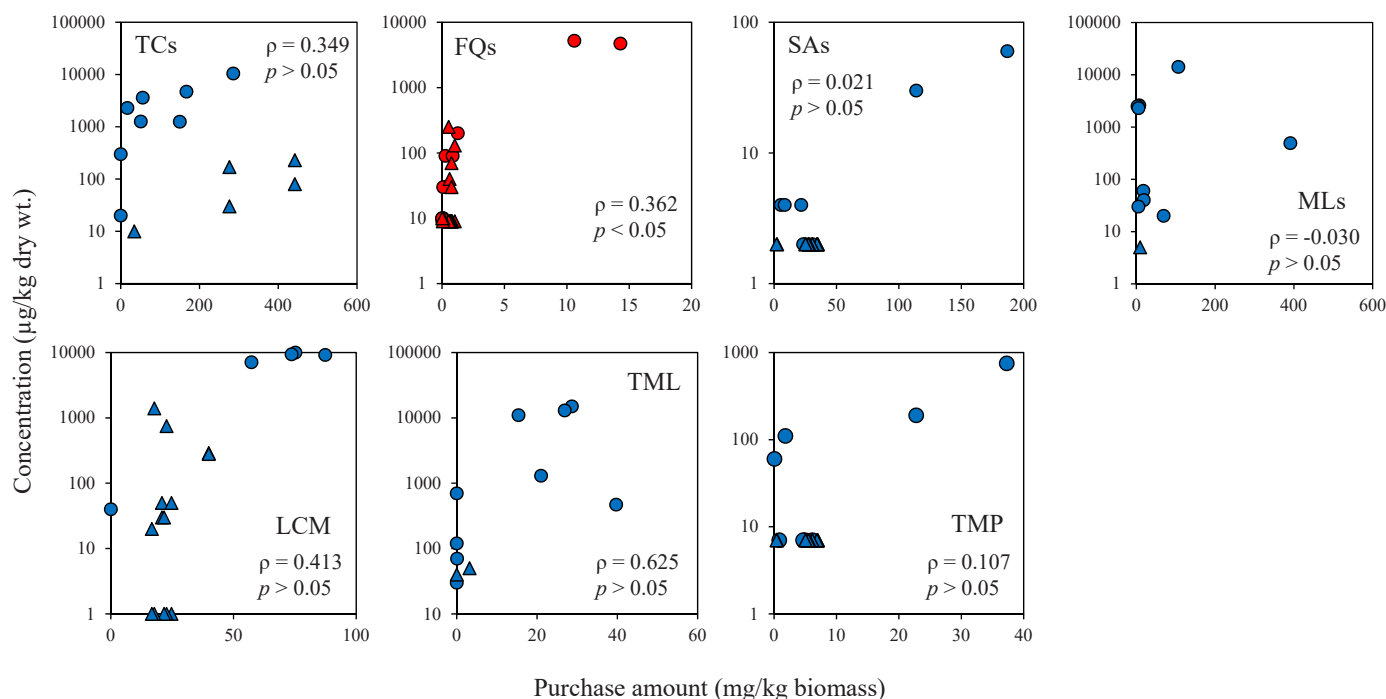 TCs
ρ = 0.349
p > 0.05
100000
10000
1000
100
10
1
0 200 400 600
FQs
ρ = 0.362
p < 0.05
10000
1000
100
10
1
0 5 10 15 20
SAs
ρ = 0.021
p > 0.05
100
10
1
0 50 100 150 200
MLs
ρ = -0.030
p > 0.05
100000
10000
1000
100
10
1
0 200 400 600
Concentration (µg/kg dry wt.)
LCM
ρ = 0.413
p > 0.05
10000
1000
100
10
1
0 50 100
TML
ρ = 0.625
p > 0.05
100000
10000
1000
100
10
0 20 40 60
TMP
ρ = 0.107
p > 0.05
1000
100
10
1
0 10 20 30 40
Purchase amount (mg/kg biomass)